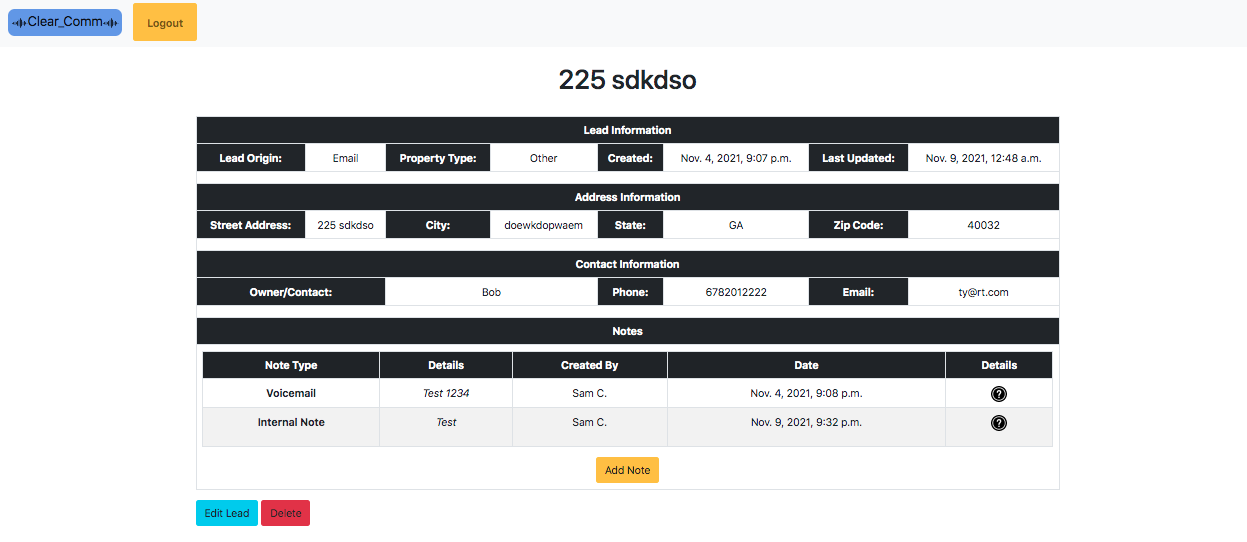 Clear_Comm Logout
225 sdkdso
Lead Information
Lead Origin: Email Property Type: Other Created: Nov. 4, 2021, 9:07 p.m. Last Updated: Nov. 9, 2021, 12:48 a.m.
Address Information
Street Address: 225 sdkdso City: doewkdopwaem State: GA Zip Code: 40032
Contact Information
Owner/Contact: Bob Phone: 6782012222 Email: ty@rt.com
Notes
Note Type Details Created By Date Details
Voicemail Test 1234 Sam C. Nov. 4, 2021, 9:08 p.m. ?
Internal Note Test Sam C. Nov. 9, 2021, 9:32 p.m. ?
Add Note
Edit Lead Delete